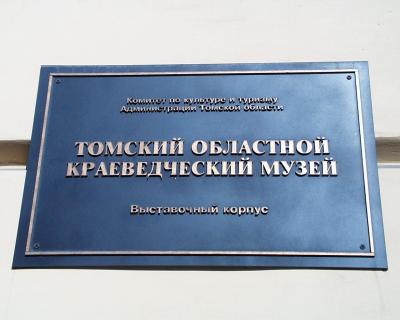 Комитет по культуре и туризму
Администрации Томской области
ТОМСКИЙ ОБЛАСТНОЙ
КРАЕВЕДЧЕСКИЙ МУЗЕЙ
Выставочный корпус